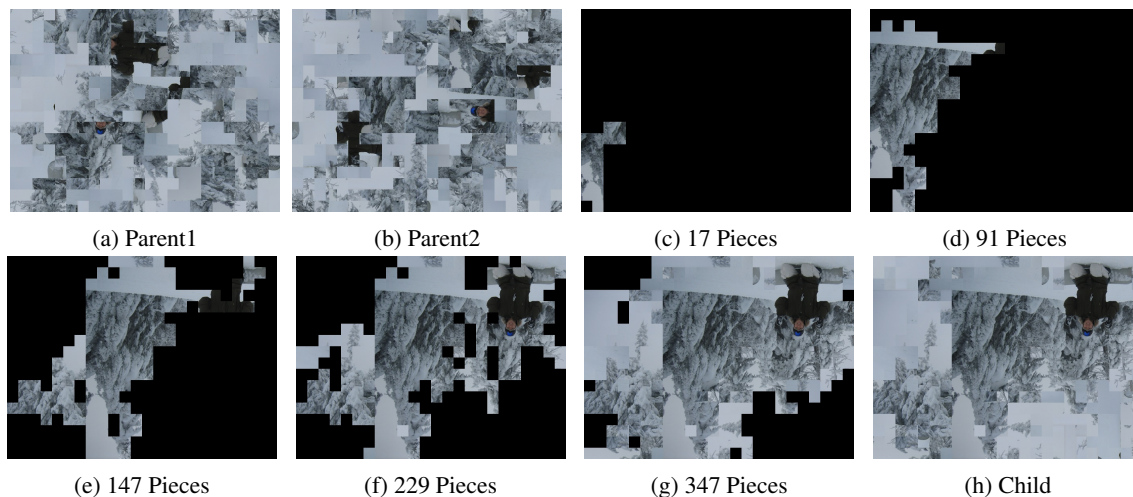 (a) Parent1
(b) Parent2
(c) 17 Pieces
(d) 91 Pieces
(e) 147 Pieces
(f) 229 Pieces
(g) 347 Pieces
(h) Child